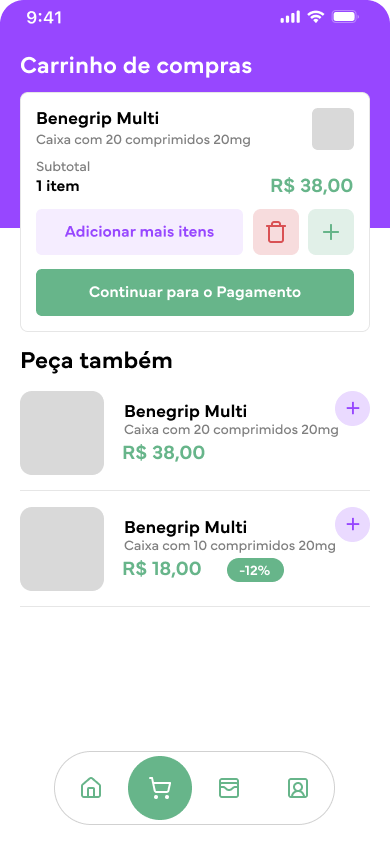 9:41
Carrinho de compras
Benegrip Multi
Caixa com 20 comprimidos 20mg
Subtotal
1 item
R$ 38,00
Adicionar mais itens
Continuar para o Pagamento
Peça também
Benegrip Multi
Caixa com 20 comprimidos 20mg
R$ 38,00
Benegrip Multi
Caixa com 10 comprimidos 20mg
R$ 18,00
-12%